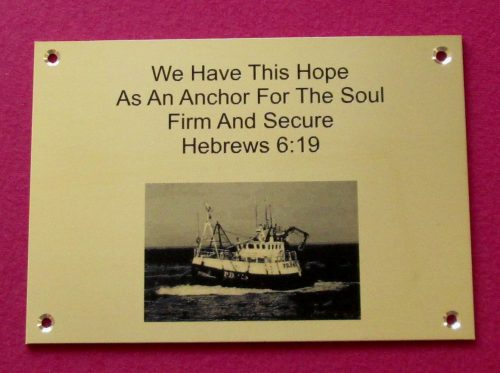 We Have This Hope
As An Anchor For The Soul
Firm And Secure
Hebrews 6:19